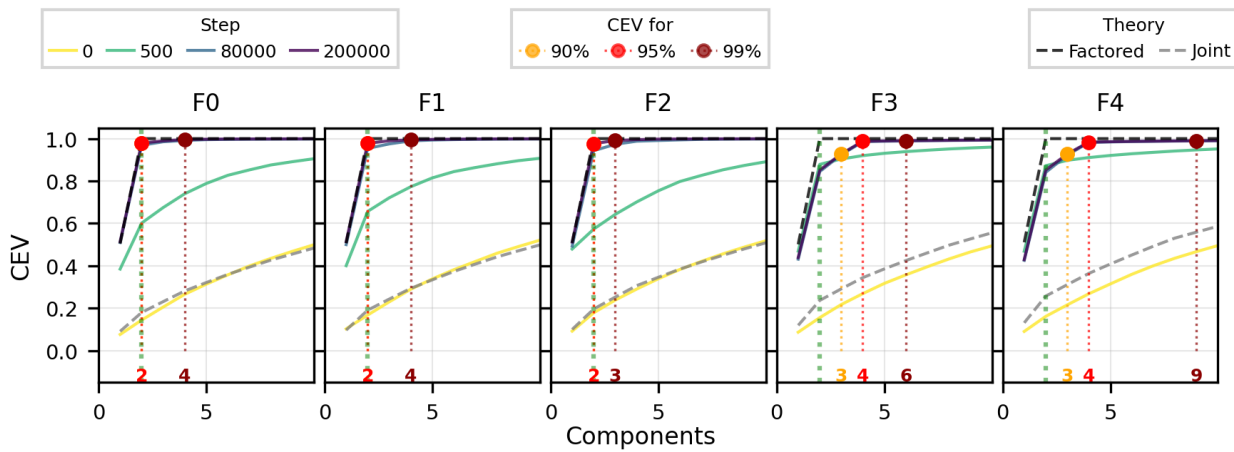 Step
0 500 80000 200000
CEV for
90% 95% 99%
Theory
Factored Joint
F0 F1 F2 F3 F4
CEV
1.0
0.8
0.6
0.4
0.2
0.0
2 4 2 4 2 3 3 4 6 3 4 9
0 5 0 5 0 5 0 5 0 5
Components